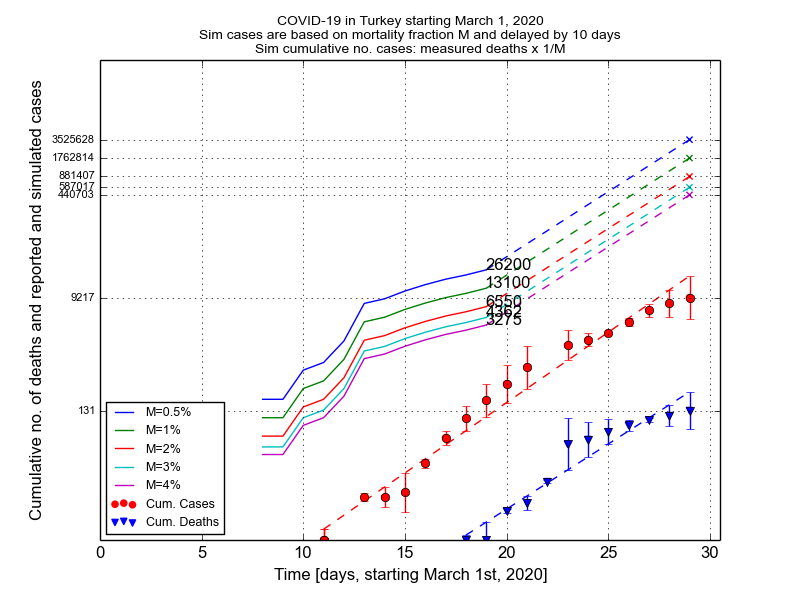 COVID-19 in Turkey starting March 1, 2020
Sim cases are based on mortality fraction M and delayed by 10 days
Sim cumulative no. cases: measured deaths x 1/M
Cumulative no. of deaths and reported and simulated cases
3525628
1762814
881407
587017
440703
9217
131
26200
13100
6550
4362
3275
M=0.5%
M=1%
M=2%
M=3%
M=4%
Cum. Cases
Cum. Deaths
0 5 10 15 20 25 30
Time [days, starting March 1st, 2020]